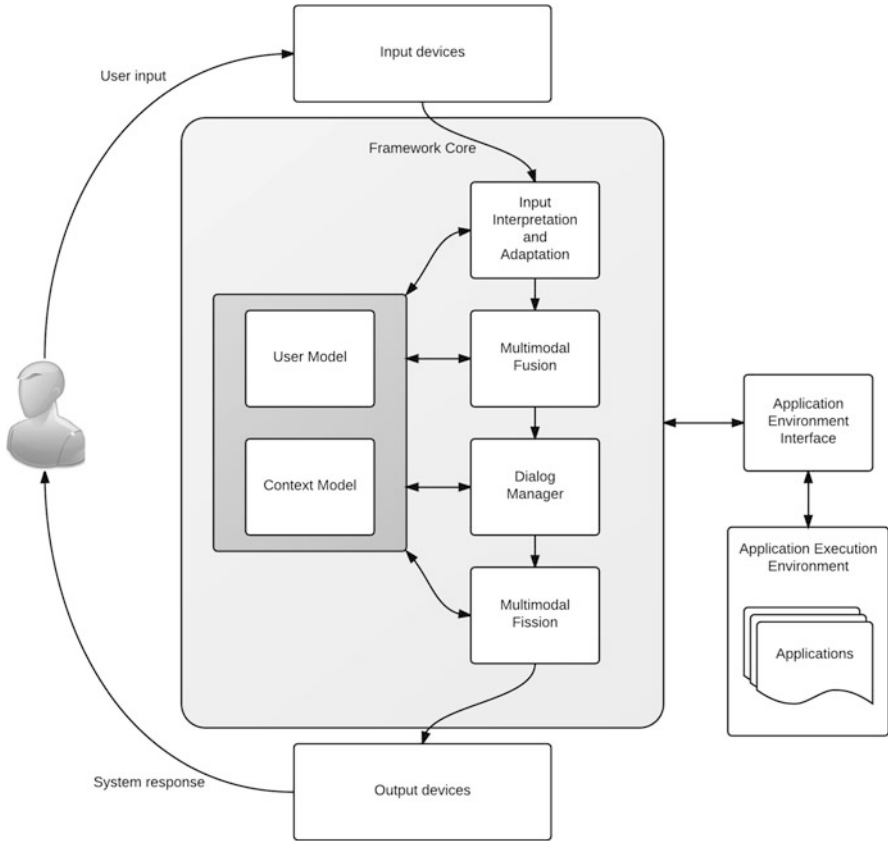 Input devices
User input
Framework Core
Input
Interpretation
and
Adaptation
User Model
Multimodal
Fusion
Application
Environment
Interface
Context Model
Dialog
Manager
Application Execution
Environment
Multimodal
Fission
Applications
System response
Output devices